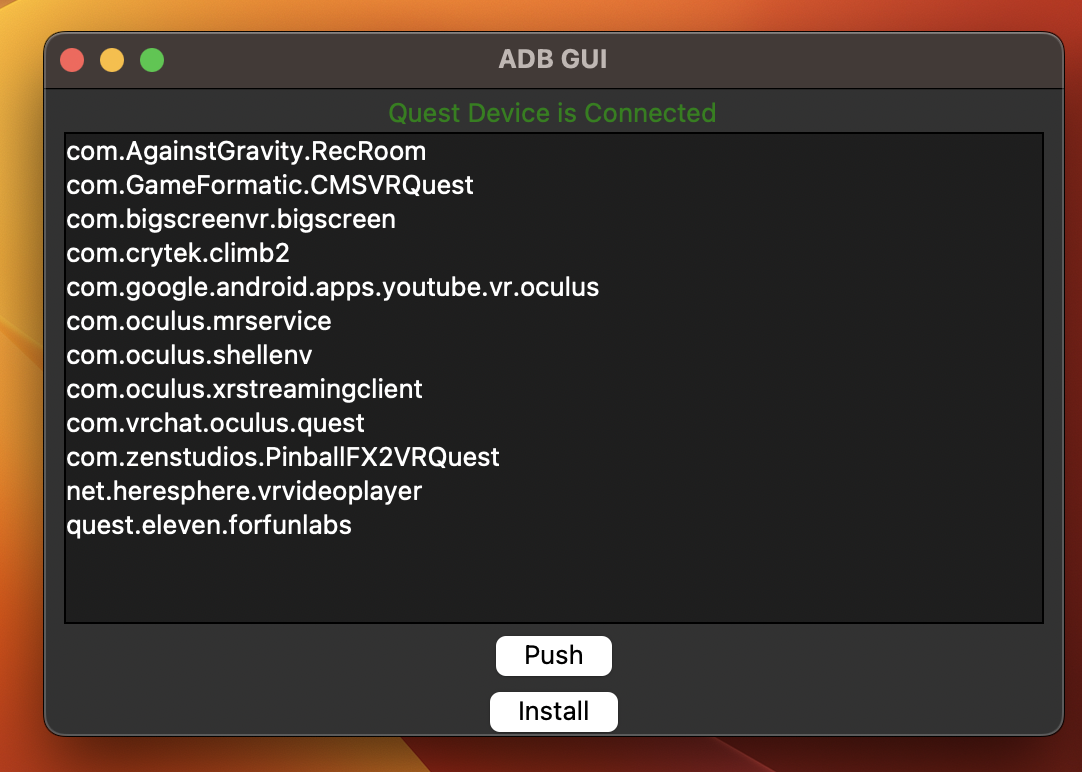 ADB GUI
Quest Device is Connected
com.AgainstGravity.RecRoom
com.GameFormatic.CMSVRQuest
com.bigscreenvr.bigscreen
com.crytek.climb2
com.google.android.apps.youtube.vr.oculus
com.oculus.mrservice
com.oculus.shellenv
com.oculus.xrstreamingclient
com.vrchat.oculus.quest
com.zenstudios.PinballFX2VRQuest
net.heresphere.vrvideoplayer
quest.eleven.forfunlabs
Push
Install